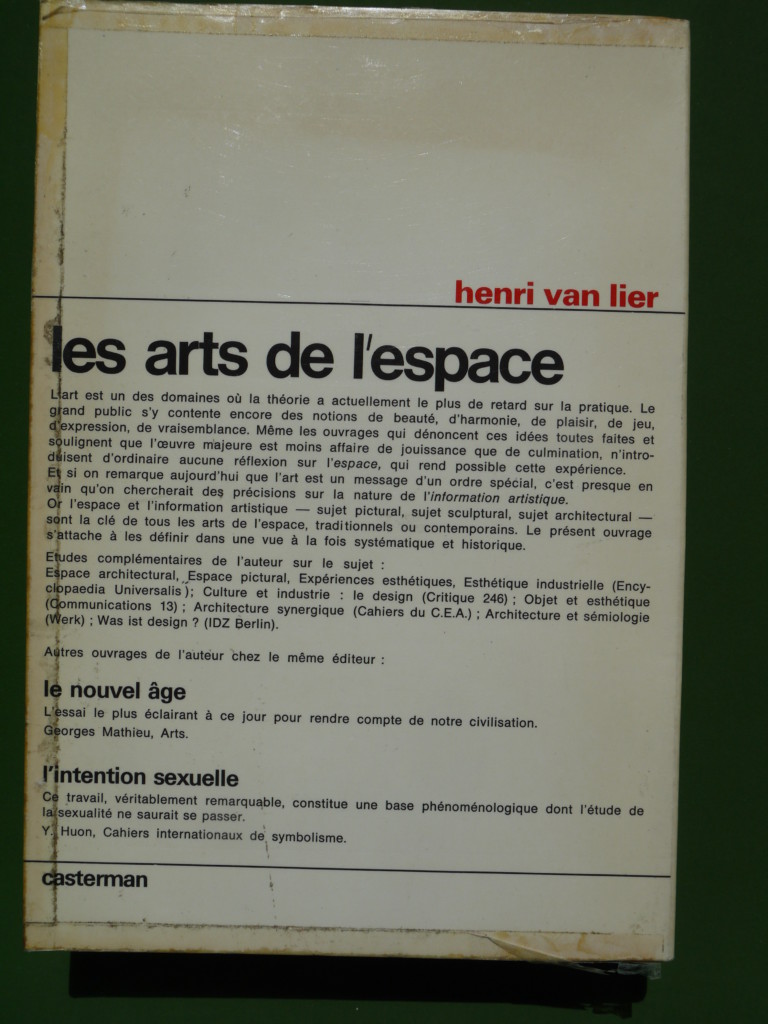 henri van lier
les arts de l'espace
L'art est un des domaines où la théorie a actuellement le plus de retard sur la pratique. Le
grand public s'y contente encore des notions de beauté, d'harmonie, de plaisir, de jeu,
d'expression, de vraisemblance. Même les ouvrages qui dénoncent ces idées toutes faites et
soulignent que l'œuvre majeure est moins affaire de jouissance que de culmination, n'intro-
duisent d'ordinaire aucune réflexion sur l'espace, qui rend possible cette expérience.
Et si on remarque aujourd'hui que l'art est un message d'un ordre spécial, c'est presque en
vain qu'on chercherait des précisions sur la nature de l'information artistique.
Or l'espace et l'information artistique — sujet pictural, sujet sculptural, sujet architectural —
sont la clé de tous les arts de l'espace, traditionnels ou contemporains. Le présent ouvrage
s'attache à les définir dans une vue à la fois systématique et historique.
Etudes complémentaires de l'auteur sur le sujet :
Espace architectural, Espace pictural, Expériences esthétiques, Esthétique industrielle (Ency-
clopaedia Universalis); Culture et industrie : le design (Critique 246) ; Objet et esthétique
(Communications 13) ; Architecture synergique (Cahiers du C.E.A.) ; Architecture et sémiologie
(Werk) ; Was ist design ? (IDZ Berlin).
Autres ouvrages de l'auteur chez le même éditeur :
le nouvel âge
L'essai le plus éclairant à ce jour pour rendre compte de notre civilisation.
Georges Mathieu, Arts.
l'intention sexuelle
Ce travail, véritablement remarquable, constitue une base phénoménologique dont l'étude de
la sexualité ne saurait se passer.
Y. Huon, Cahiers internationaux de symbolisme.
casterman